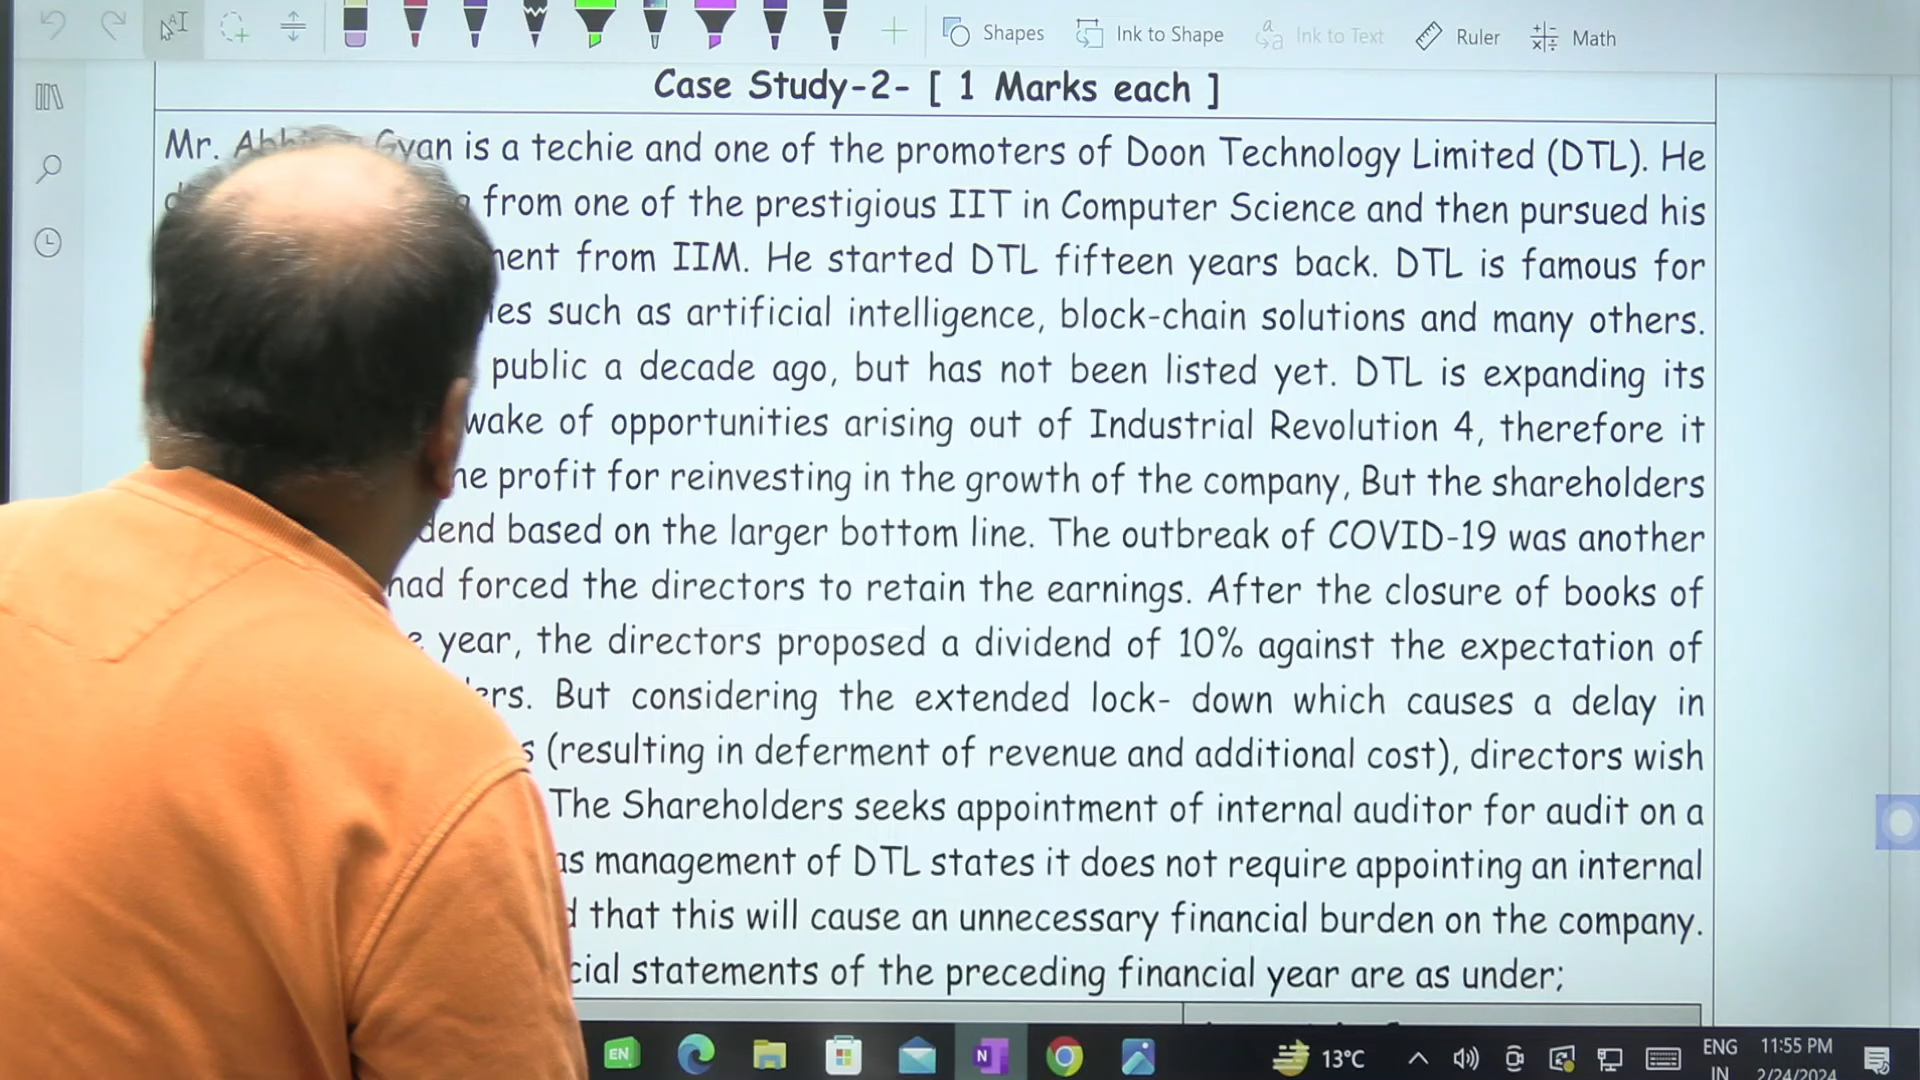 Shapes Ink to Shape Ink to Text Ruler Math
Case Study-2- [ 1 Marks each ]
Mr. Gyan is a techie and one of the promoters of Doon Technology Limited (DTL). He
from one of the prestigious IIT in Computer Science and then pursued his
from IIM. He started DTL fifteen years back. DTL is famous for
such as artificial intelligence, block-chain solutions and many others.
public a decade ago, but has not been listed yet. DTL is expanding its
wake of opportunities arising out of Industrial Revolution 4, therefore it
profit for reinvesting in the growth of the company, But the shareholders
based on the larger bottom line. The outbreak of COVID-19 was another
had forced the directors to retain the earnings. After the closure of books of
year, the directors proposed a dividend of 10% against the expectation of
But considering the extended lock- down which causes a delay in
(resulting in deferment of revenue and additional cost), directors wish
The Shareholders seeks appointment of internal auditor for audit on a
as management of DTL states it does not require appointing an internal
that this will cause an unnecessary financial burden on the company.
statements of the preceding financial year are as under;
EN
N
13°C
ENG
IN
11:55 PM
2/24/2024